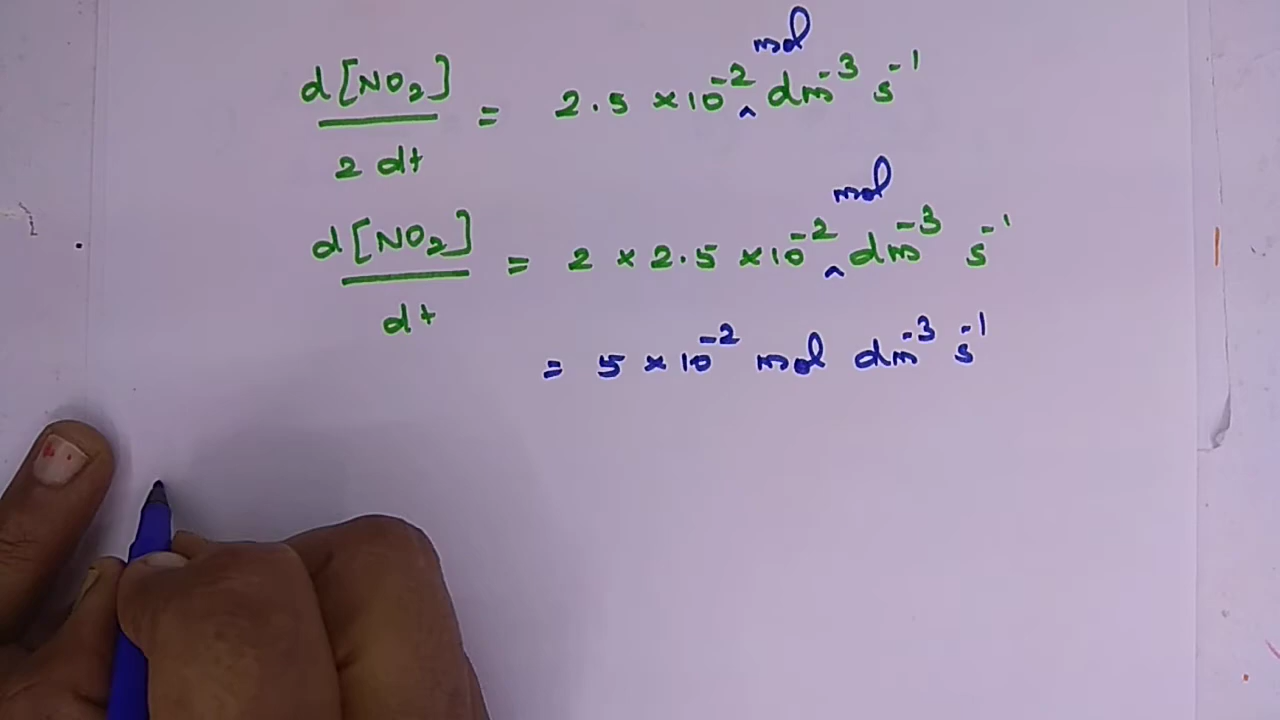 d[NO₂] / 2 dt = 2.5 × 10⁻² ^mol dm⁻³ s⁻¹
d[NO₂] / dt = 2 × 2.5 × 10⁻² ^mol dm⁻³ s⁻¹
= 5 × 10⁻² mol dm⁻³ s⁻¹